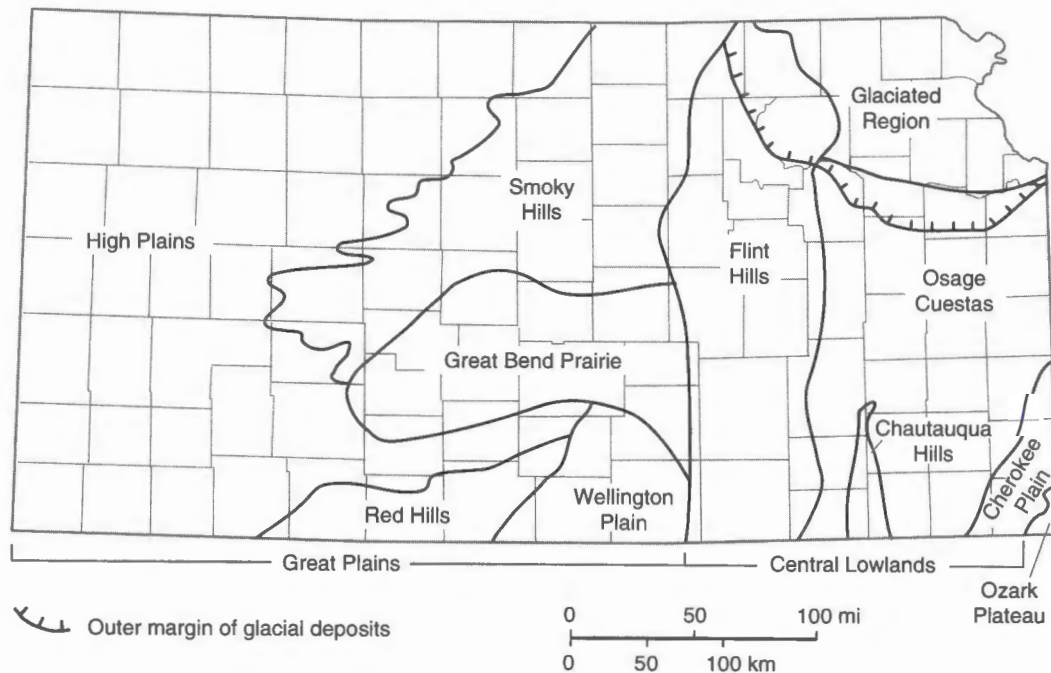 Glaciated
Region
Smoky
Hills
High Plains
Flint
Hills
Osage
Cuestas
Great Bend Prairie
Chautauqua
Hills
Cherokee
Plain
Red Hills
Wellington
Plain
Great Plains
Central Lowlands
Ozark
Plateau
Outer margin of glacial deposits
0 50 100 mi
0 50 100 km